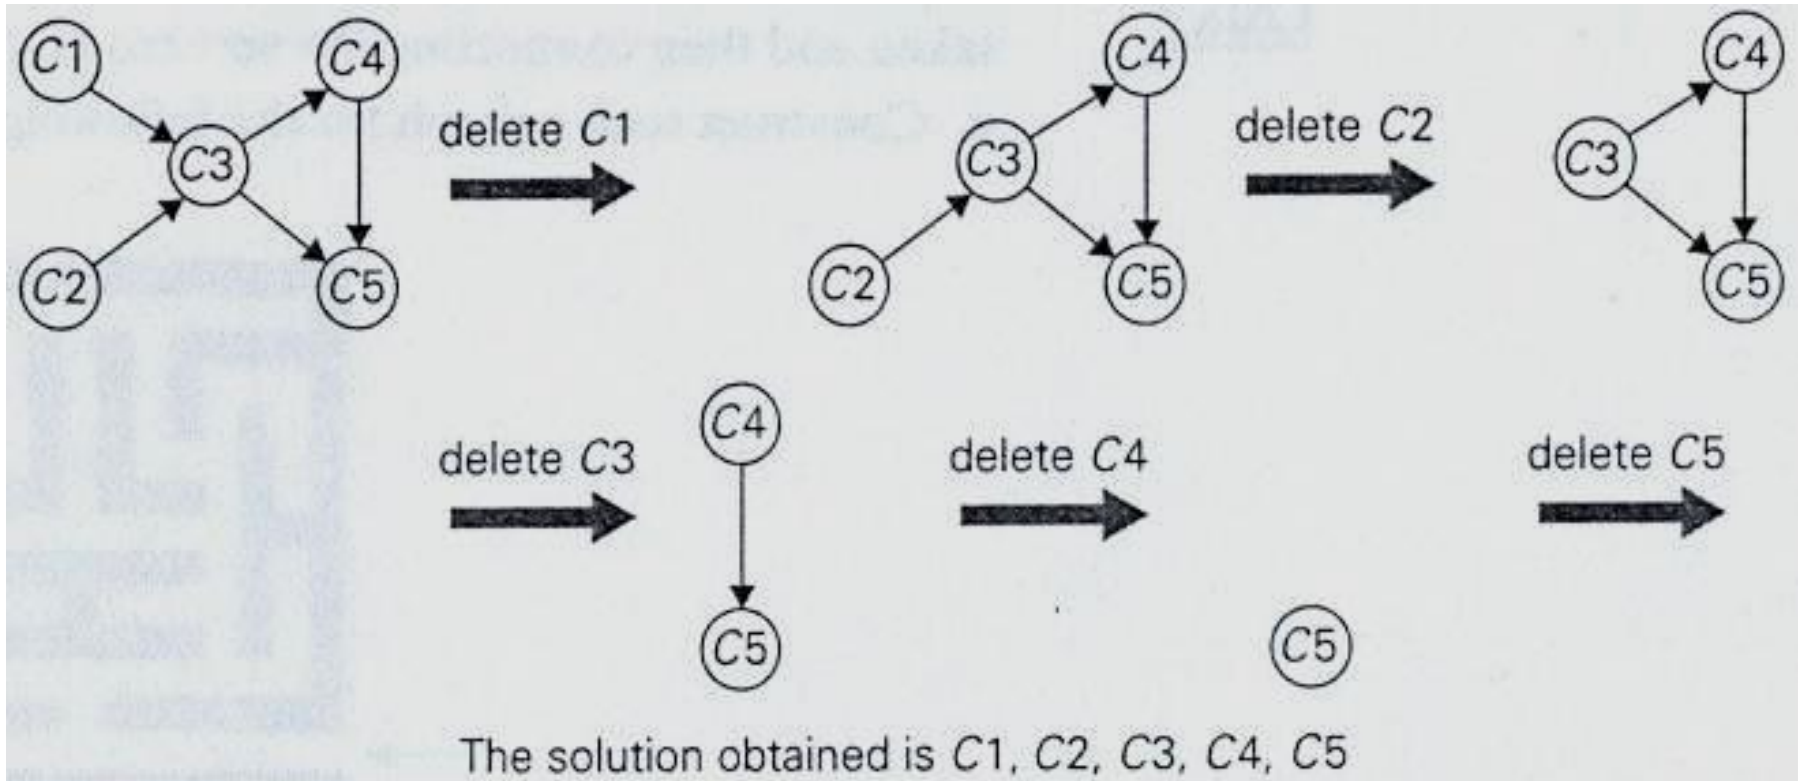 C1 C4
C3
C2 C5
delete C1
C4
C3
C2 C5
delete C2
C4
C3
C5
delete C3
C4
C5
delete C4
C5
delete C5
The solution obtained is C1, C2, C3, C4, C5